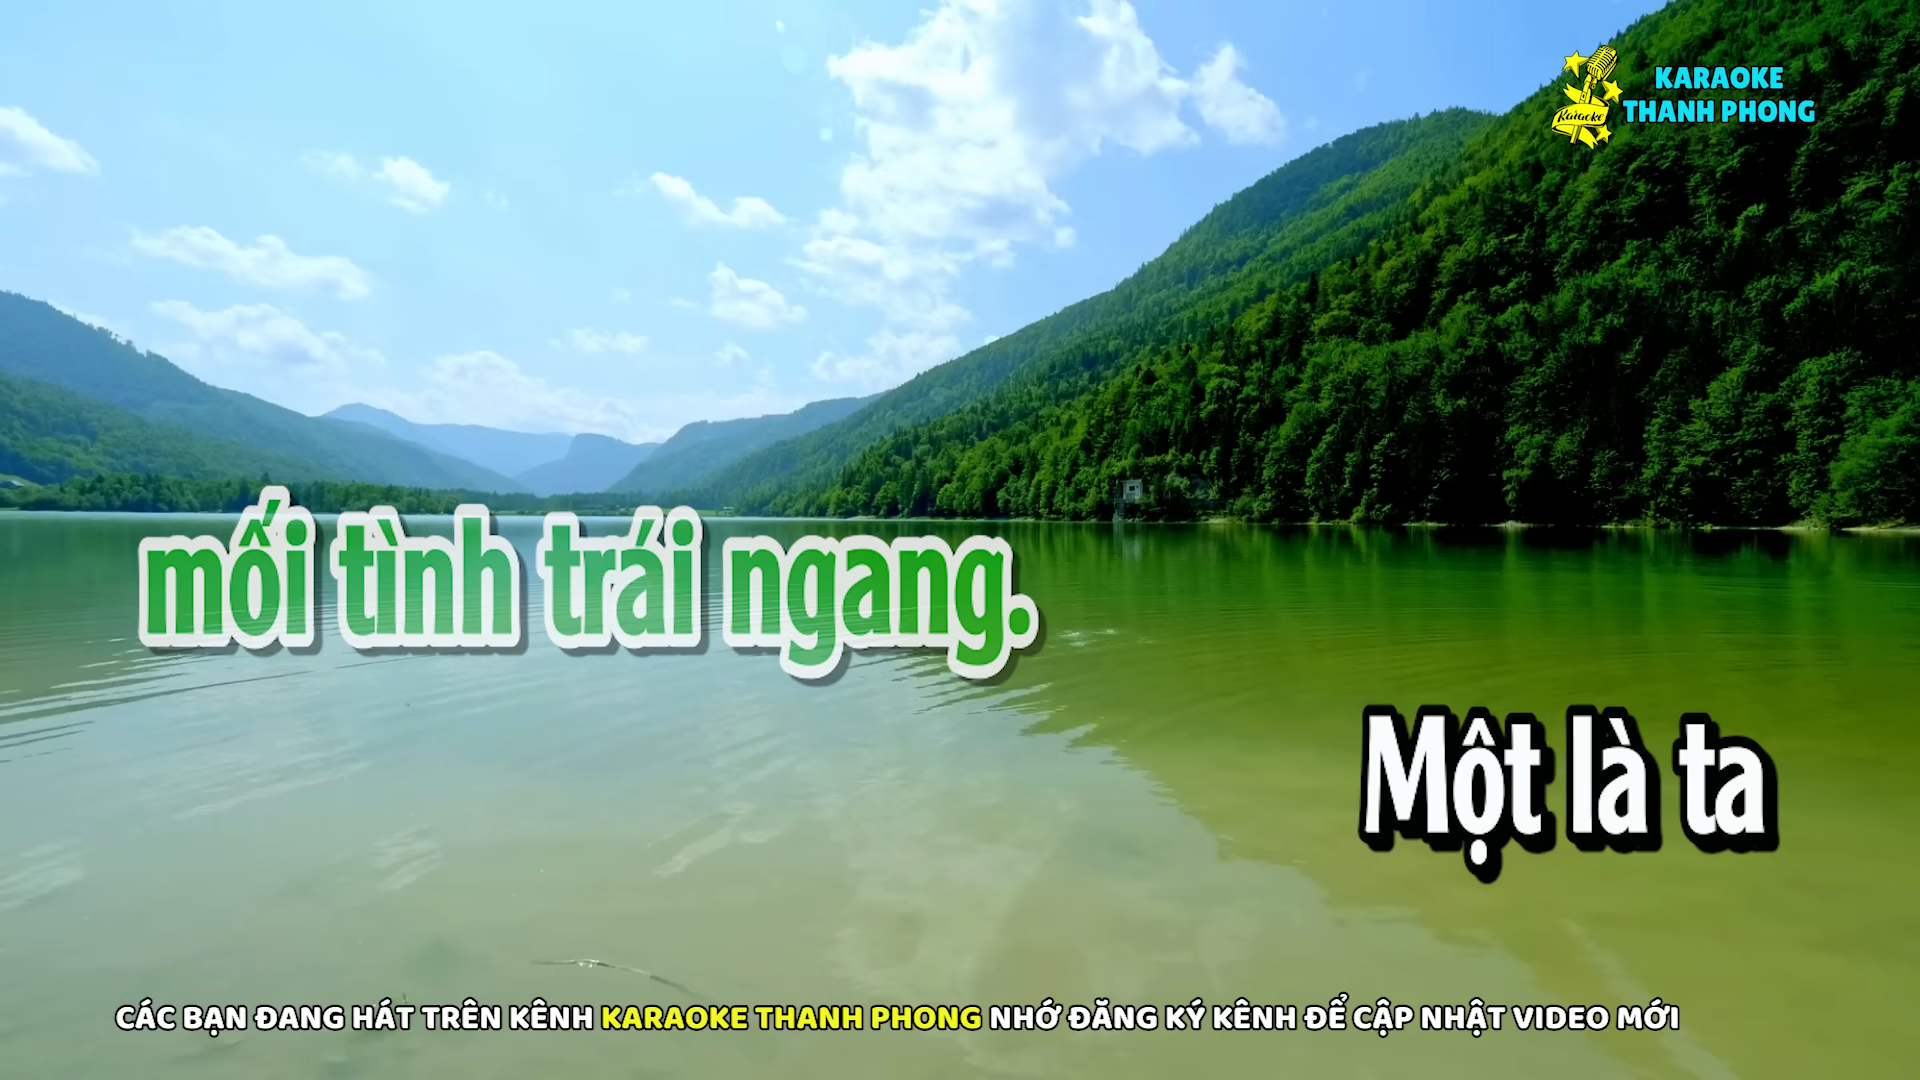 KARAOKE
THANH PHONG
Karaoke
mối tình trái ngang.
Một là ta
CÁC BẠN ĐANG HÁT TRÊN KÊNH KARAOKE THANH PHONG NHỚ ĐĂNG KÝ KÊNH ĐỂ CẬP NHẬT VIDEO MỚI